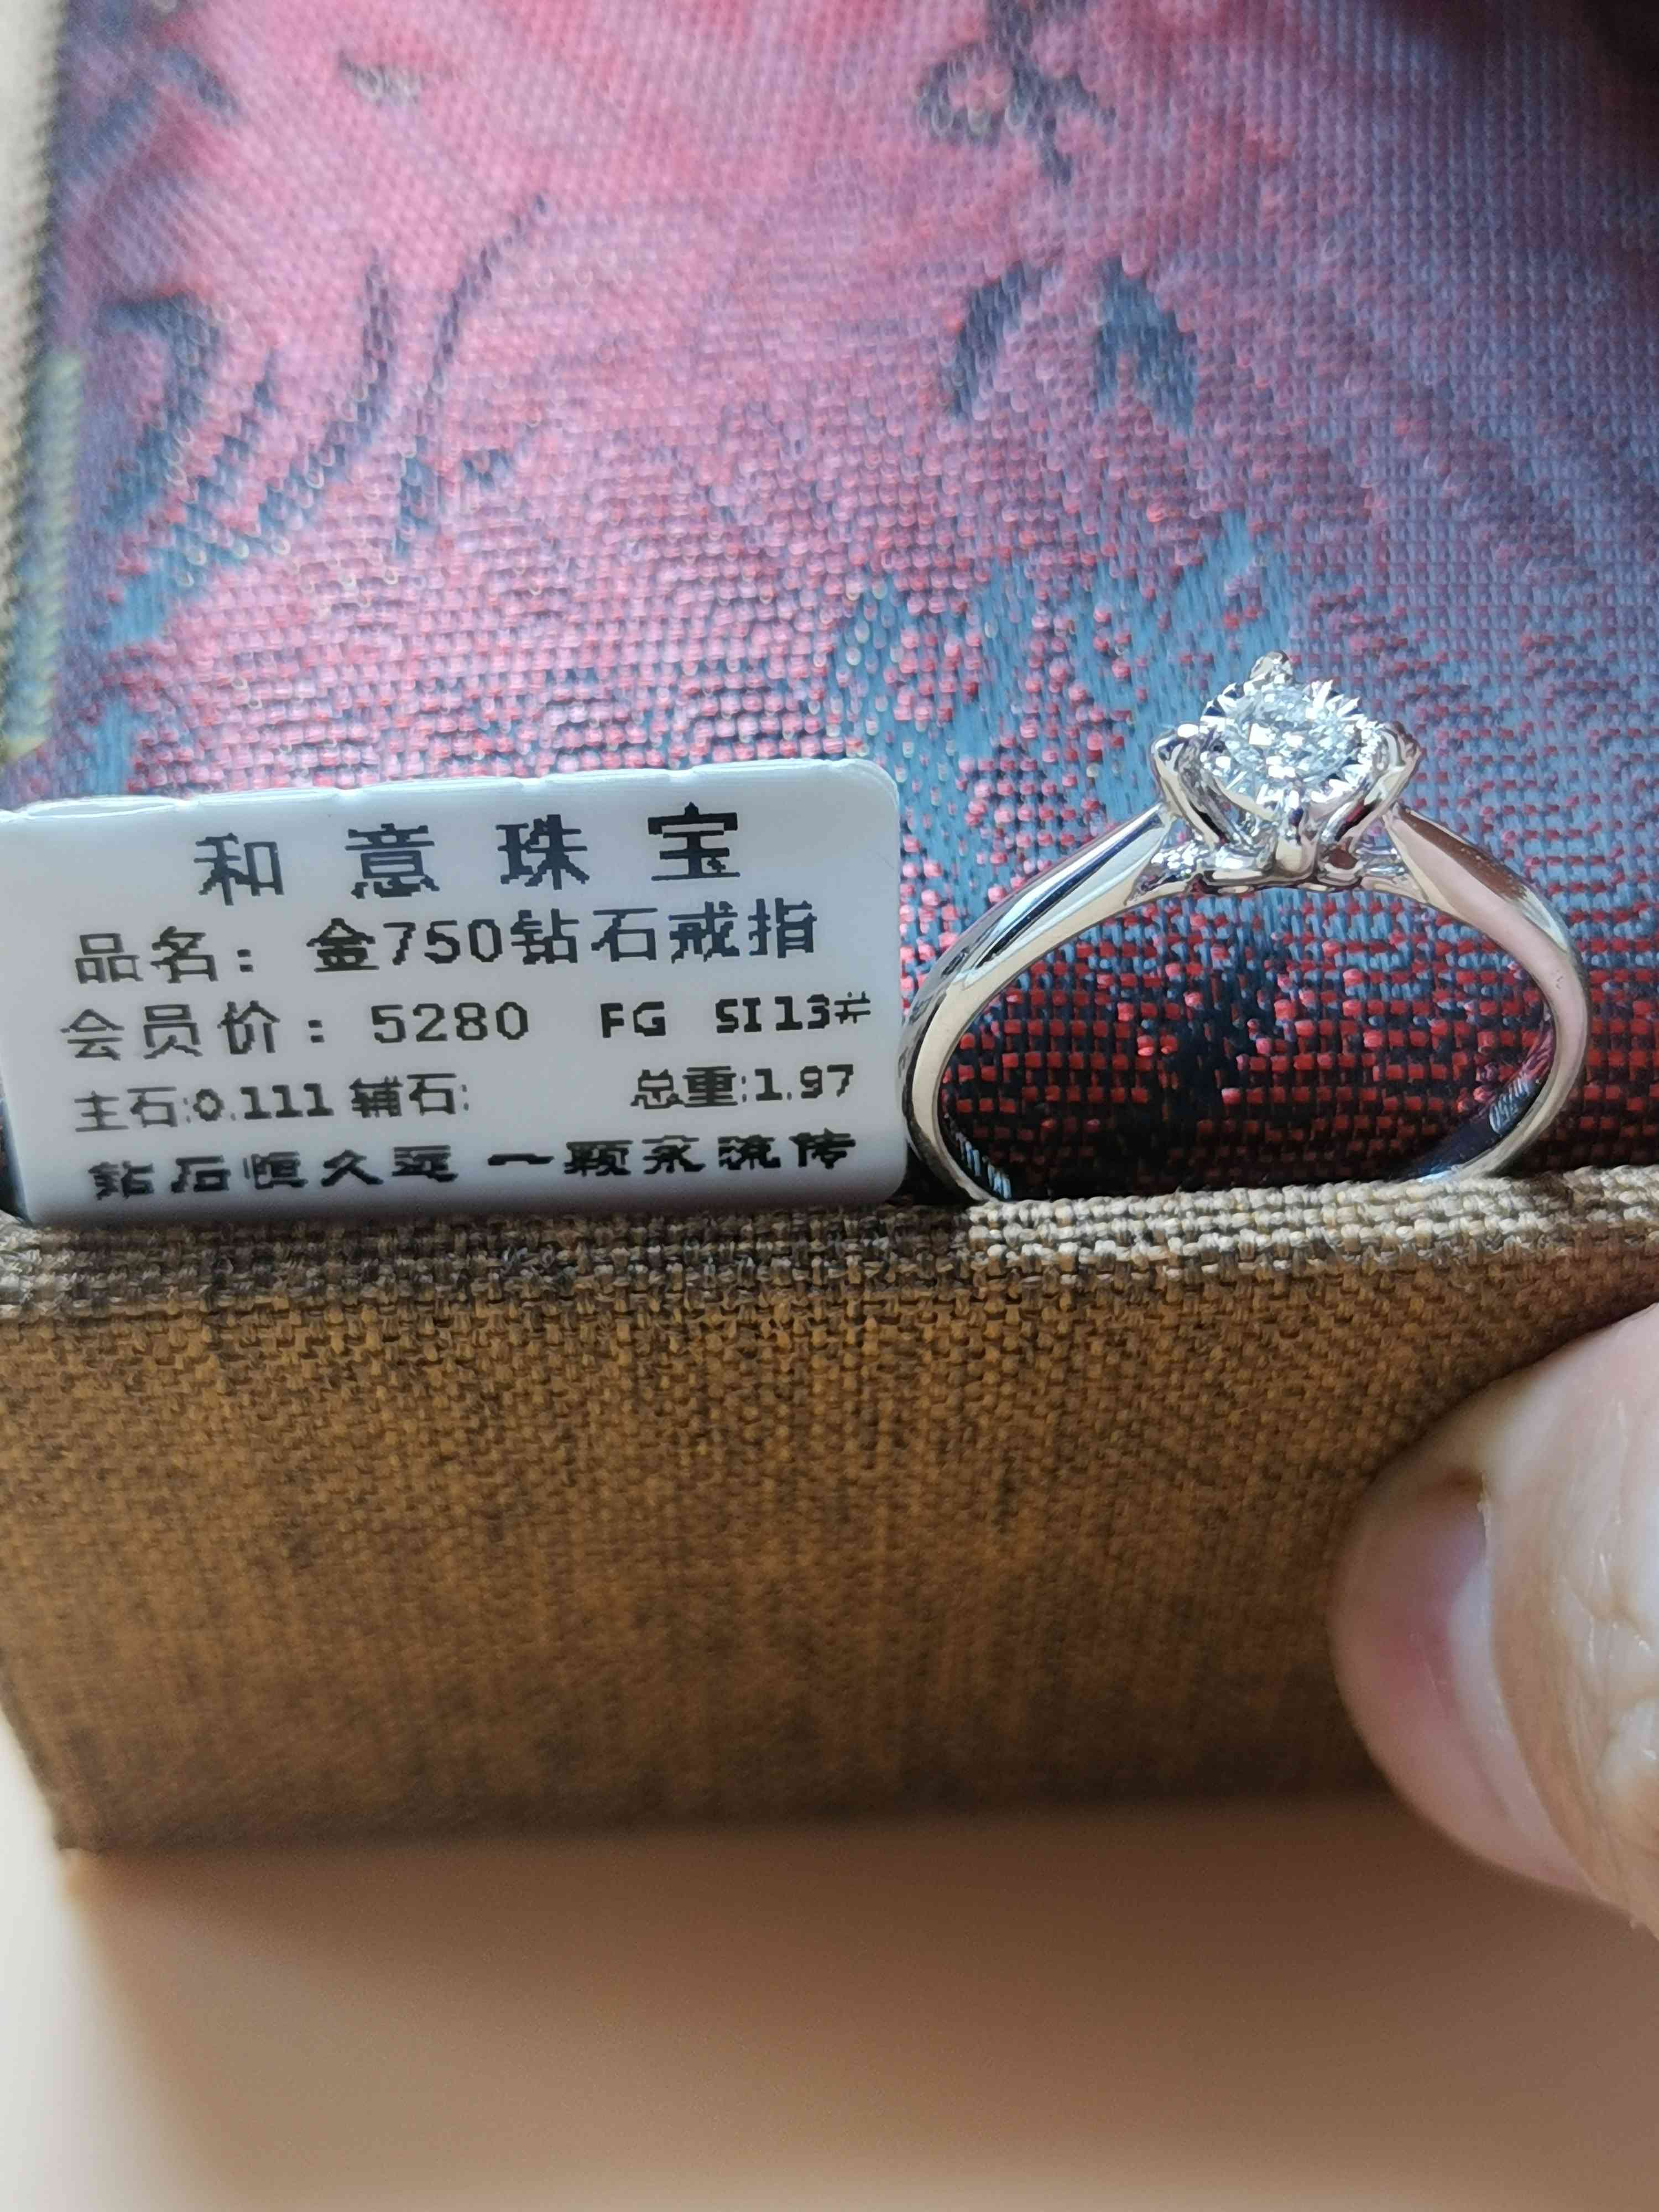 和意珠宝
品名：金750钻石戒指
会员价：5280 FG SI 13#
主石:0.111 辅石: 总重:1.97
钻石恒久远 一颗永流传